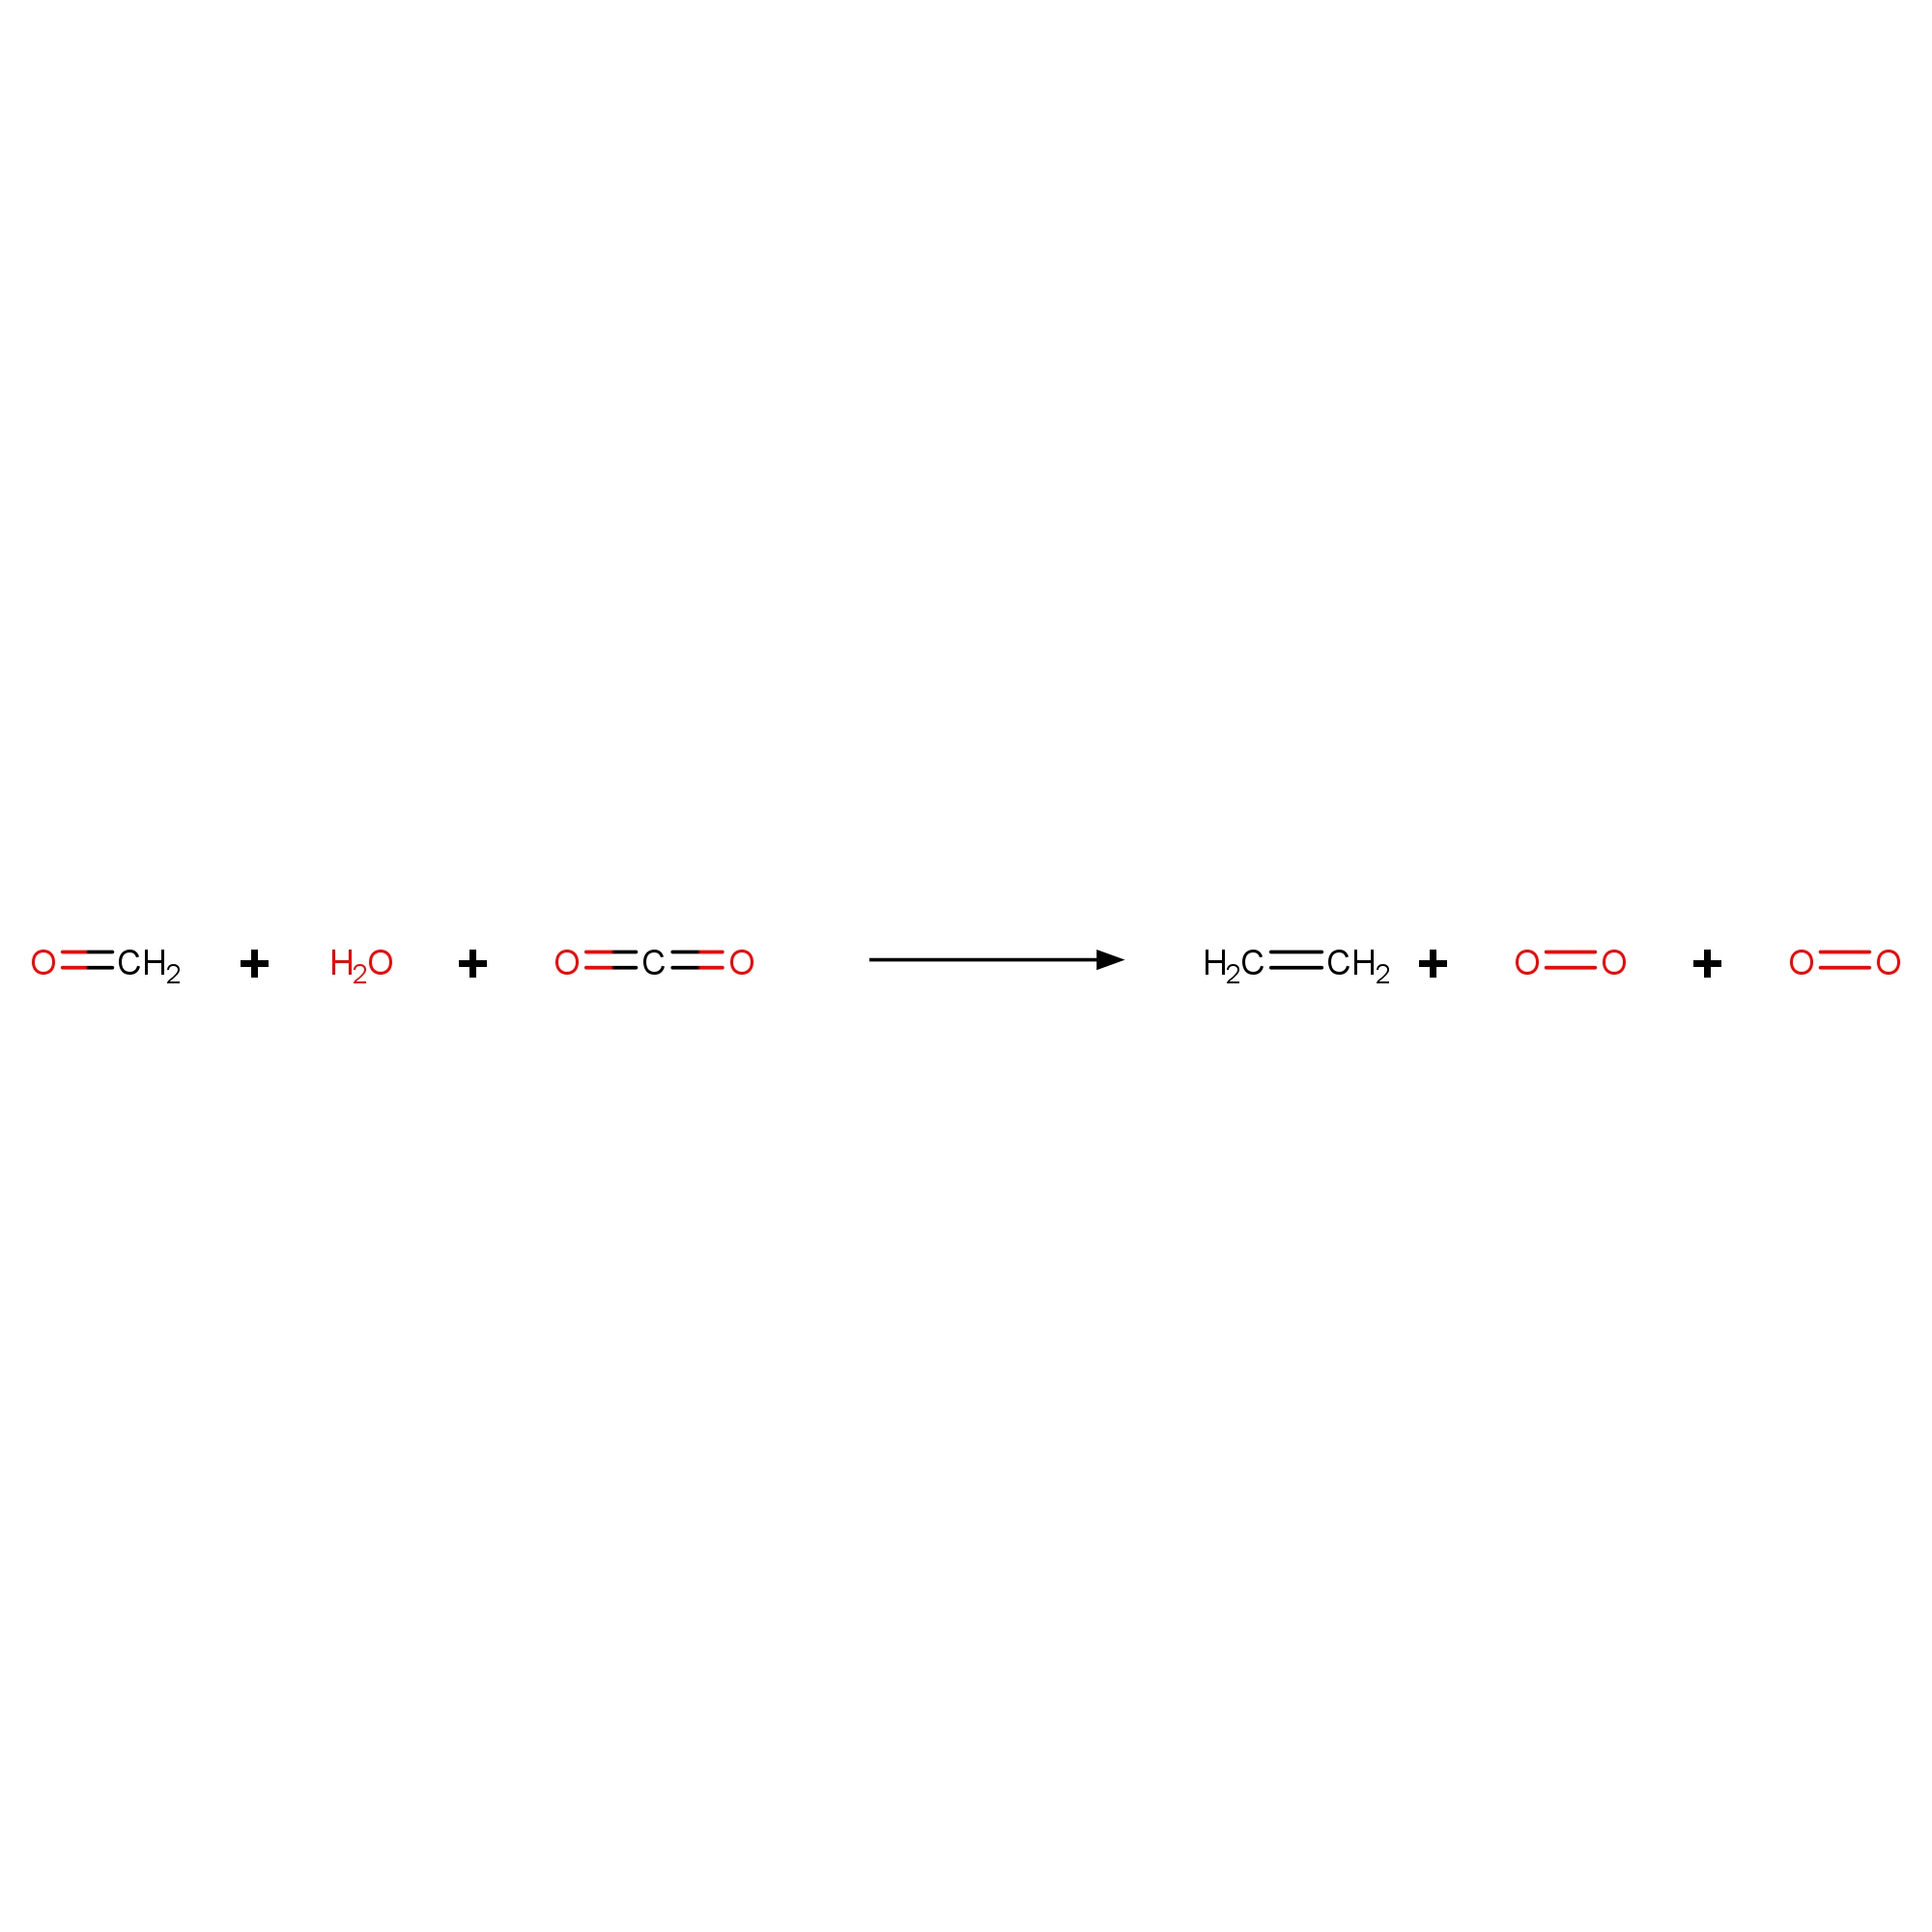 O=CH₂ + H₂O + O=C=O → H₂C=CH₂ + O=O + O=O